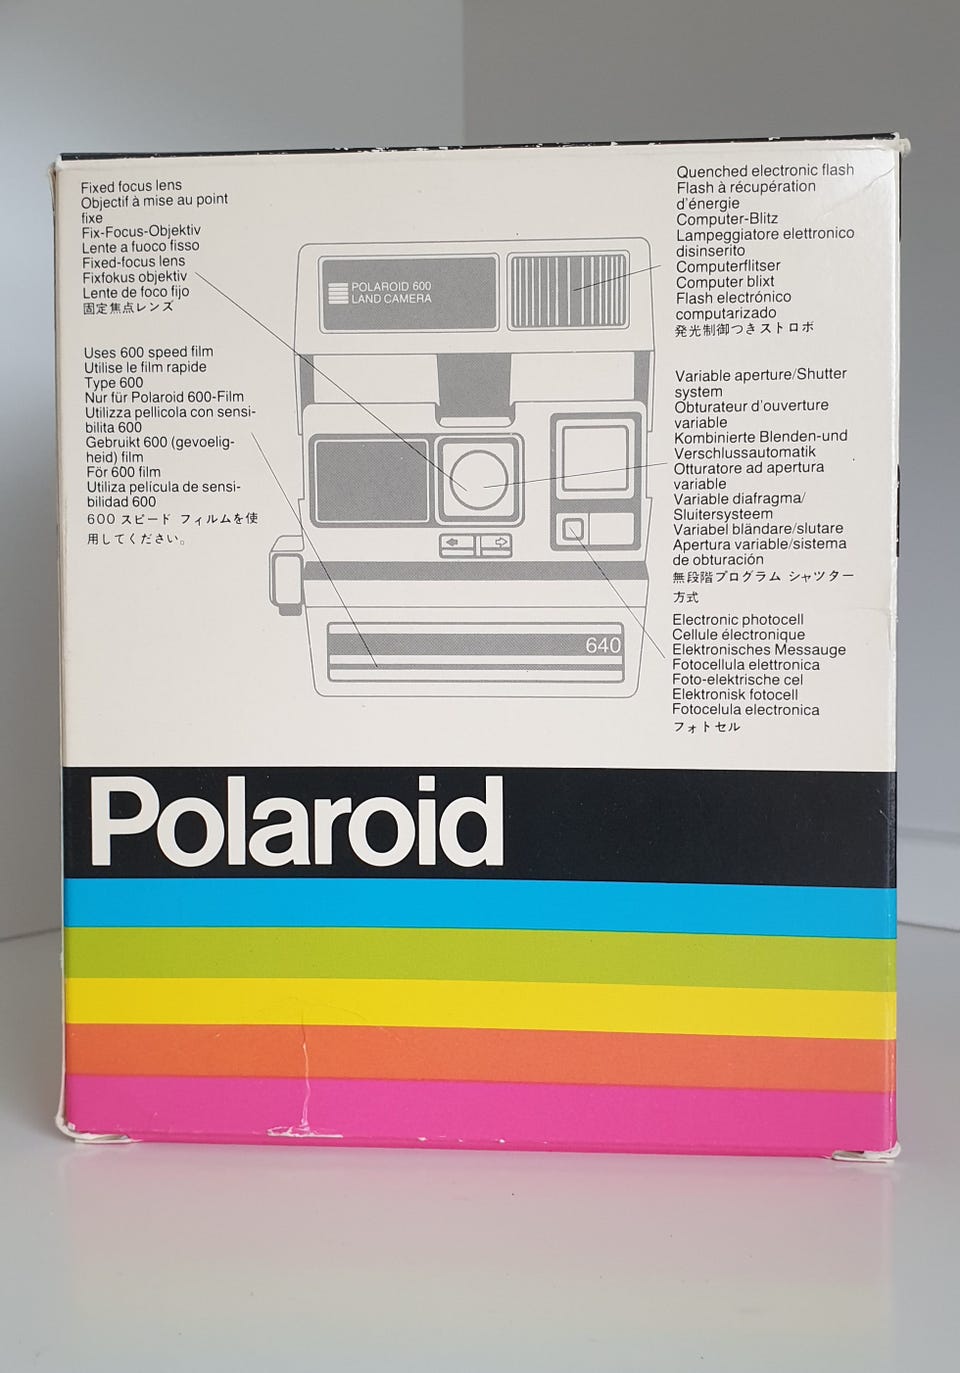 Fixed focus lens
Objectif à mise au point
fixe
Fix-Focus-Objektiv
Lente a fuoco fisso
Fixed-focus lens
Fixfokus objektiv
Lente de foco fijo
固定焦点レンズ
Uses 600 speed film
Utilise le film rapide
Type 600
Nur für Polaroid 600-Film
Utilizza pellicola con sensi-
bilita 600
Gebruikt 600 (gevoelig-
heid) film
För 600 film
Utiliza película de sensi-
bilidad 600
600 スピード フィルムを使
用してください。
POLAROID 600
LAND CAMERA
640
Quenched electronic flash
Flash à récupération
d'énergie
Computer-Blitz
Lampeggiatore elettronico
disinserito
Computerflitser
Computer blixt
Flash electrónico
computarizado
発光制御つきストロボ
Variable aperture/Shutter
system
Obturateur d'ouverture
variable
Kombinierte Blenden-und
Verschlussautomatik
Otturatore ad apertura
variable
Variable diafragma/
Sluitersysteem
Variabel bländare/slutare
Apertura variable/sistema
de obturación
無段階プログラム シャツター
方式
Electronic photocell
Cellule électronique
Elektronisches Messauge
Fotocellula elettronica
Foto-elektrische cel
Elektronisk fotocell
Fotocelula electronica
フォトセル
Polaroid